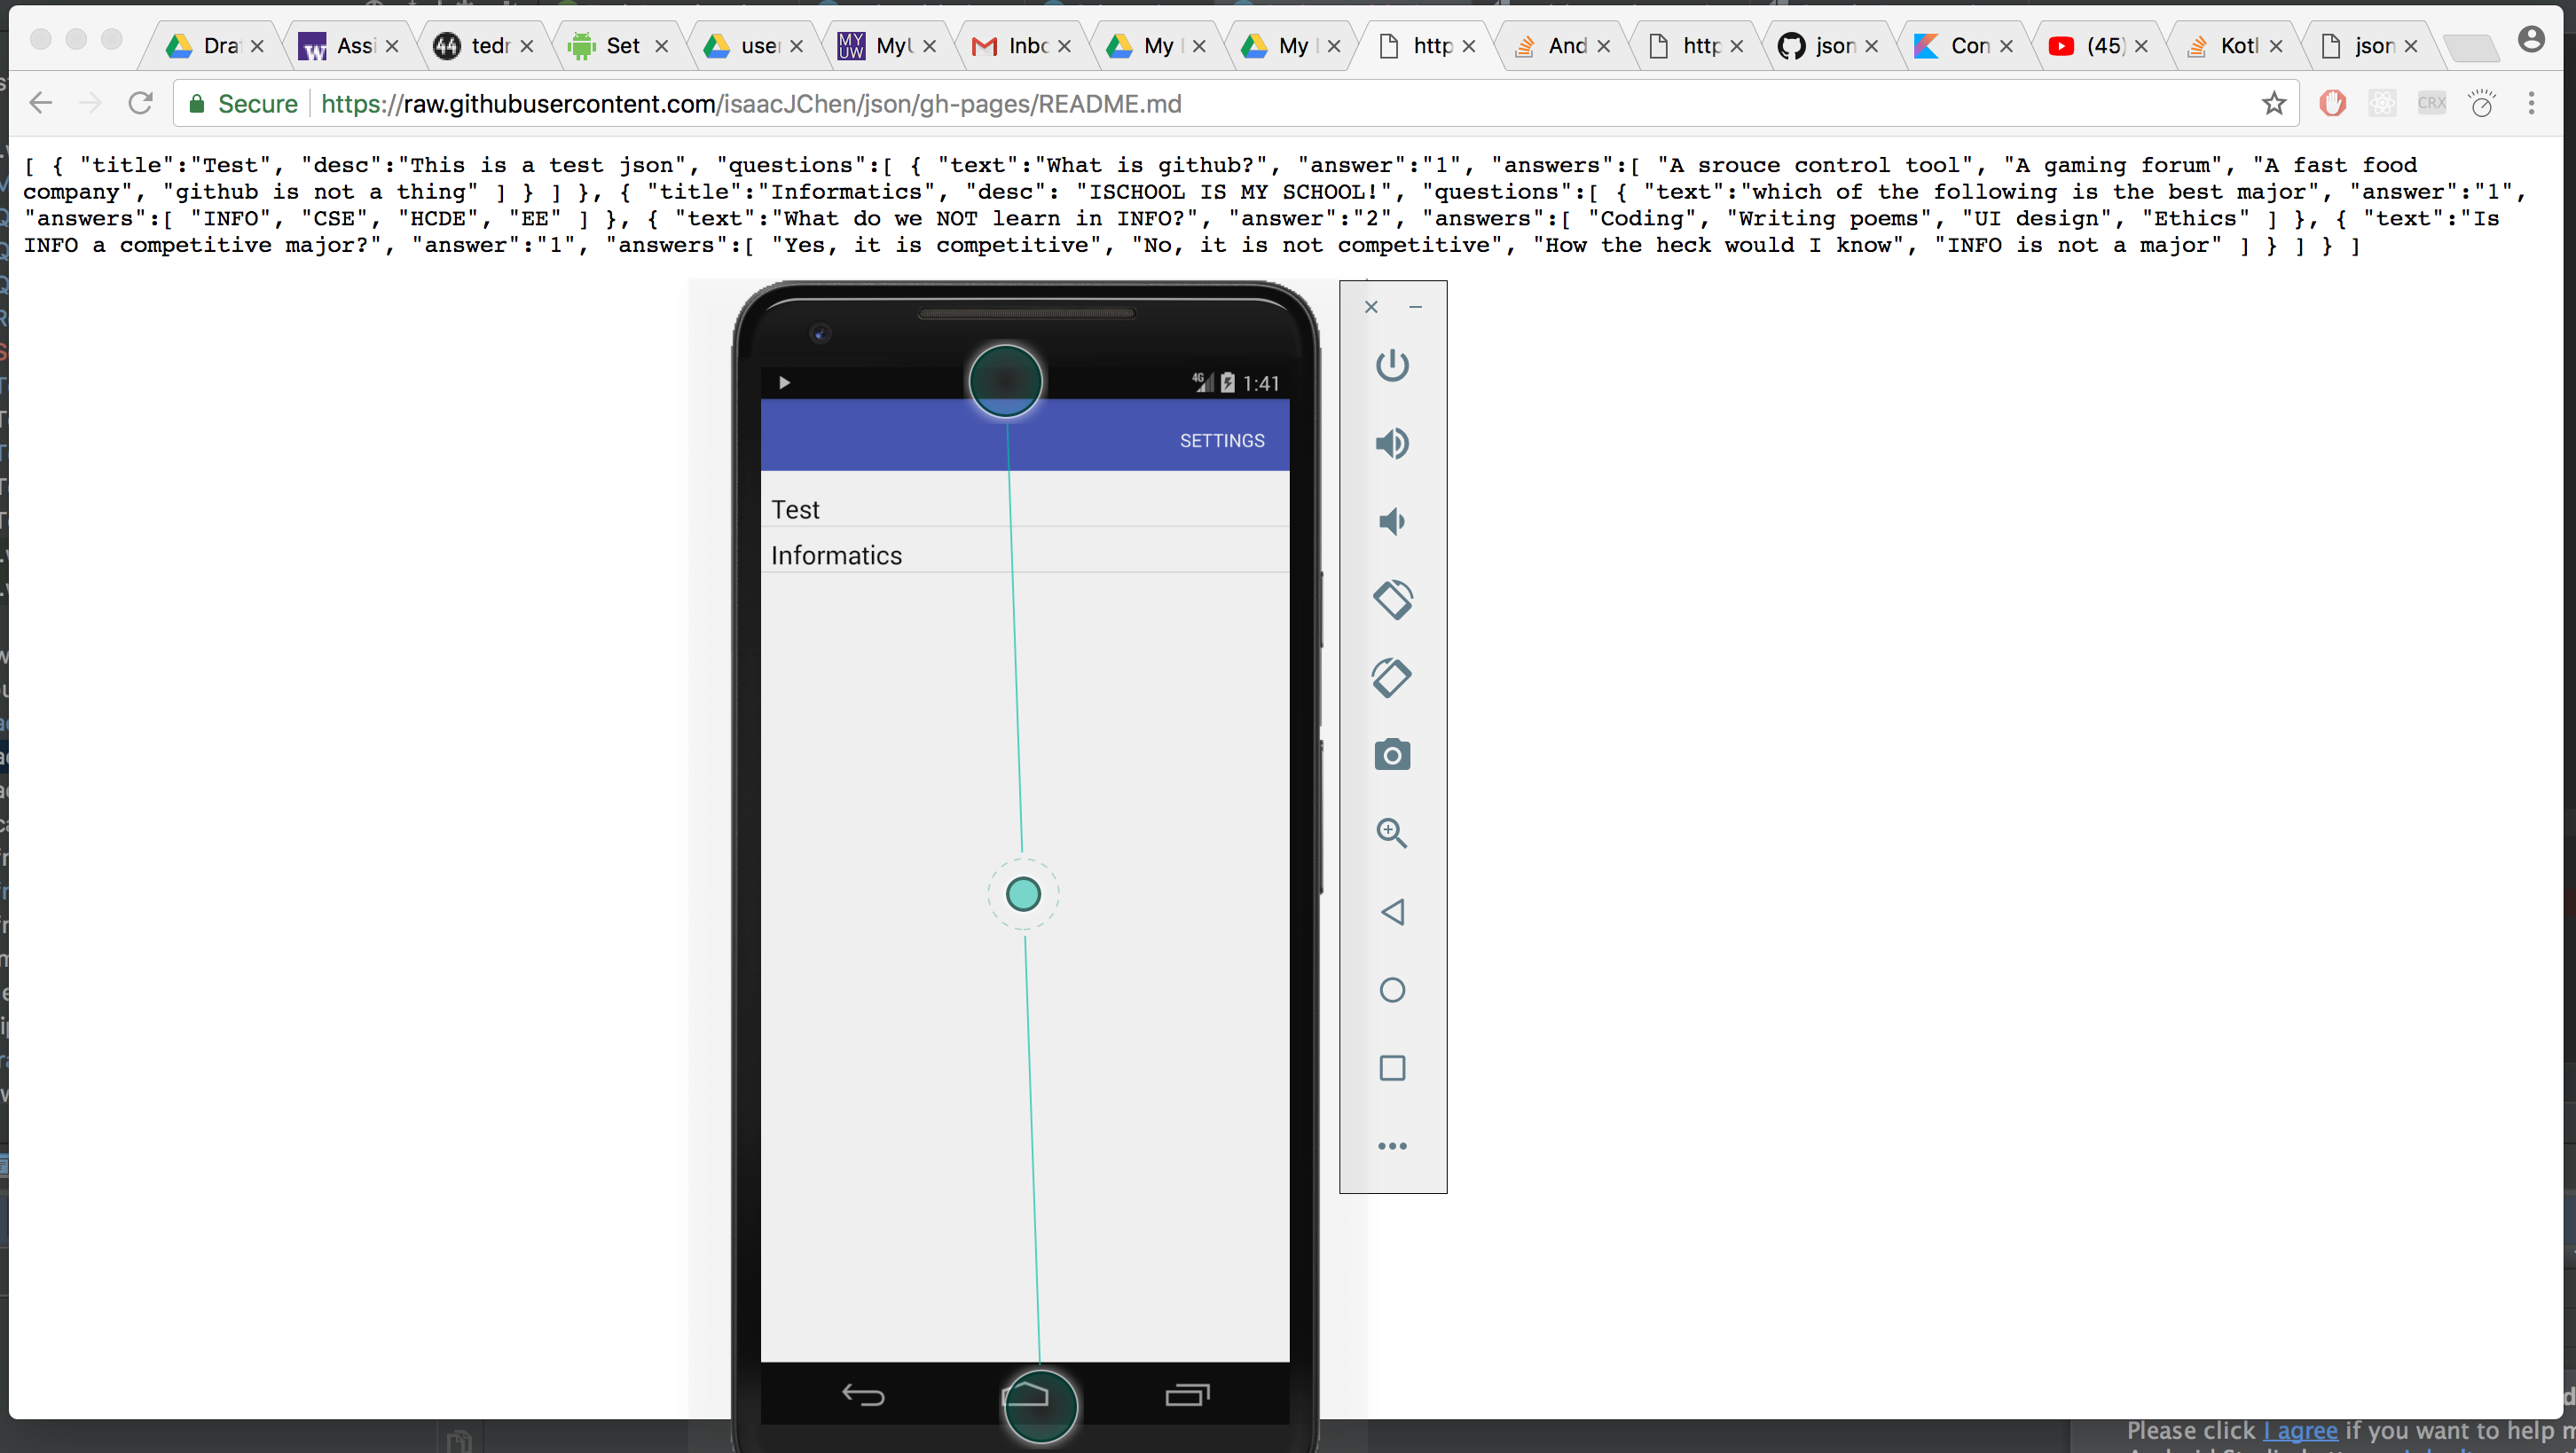 Dra
Assi
44
tedr
Set
user
MY UW
MyU
Inbo
My
My
http
And
http
json
Con
(45)
Kotl
json
Secure
https://raw.githubusercontent.com/isaacJChen/json/gh-pages/README.md
CRX
[ { "title":"Test", "desc":"This is a test json", "questions":[ { "text":"What is github?", "answer":"1", "answers":[ "A srouce control tool", "A gaming forum", "A fast food
company", "github is not a thing" ] } ] }, { "title":"Informatics", "desc": "ISCHOOL IS MY SCHOOL!", "questions":[ { "text":"which of the following is the best major", "answer":"1",
"answers":[ "INFO", "CSE", "HCDE", "EE" ] }, { "text":"What do we NOT learn in INFO?", "answer":"2", "answers":[ "Coding", "Writing poems", "UI design", "Ethics" ] }, { "text":"Is
INFO a competitive major?", "answer":"1", "answers":[ "Yes, it is competitive", "No, it is not competitive", "How the heck would I know", "INFO is not a major" ] } ] } ]
4G
1:41
SETTINGS
Test
Informatics
Please click I agree if you want to help